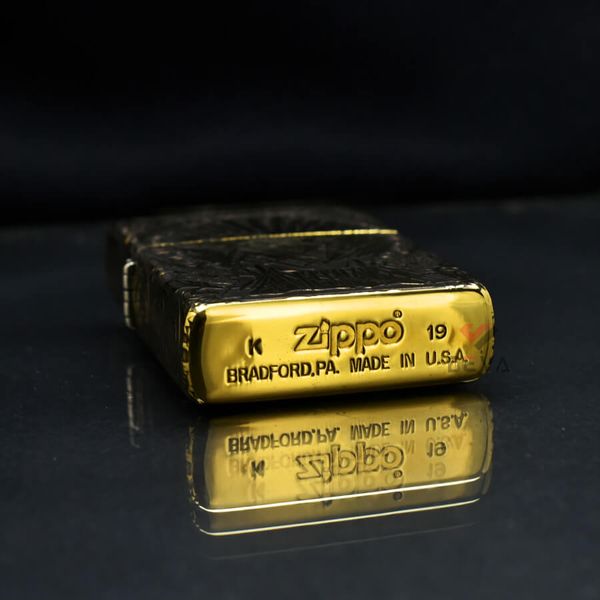 K zippo® 19
BRADFORD,PA. MADE IN U.S.A.